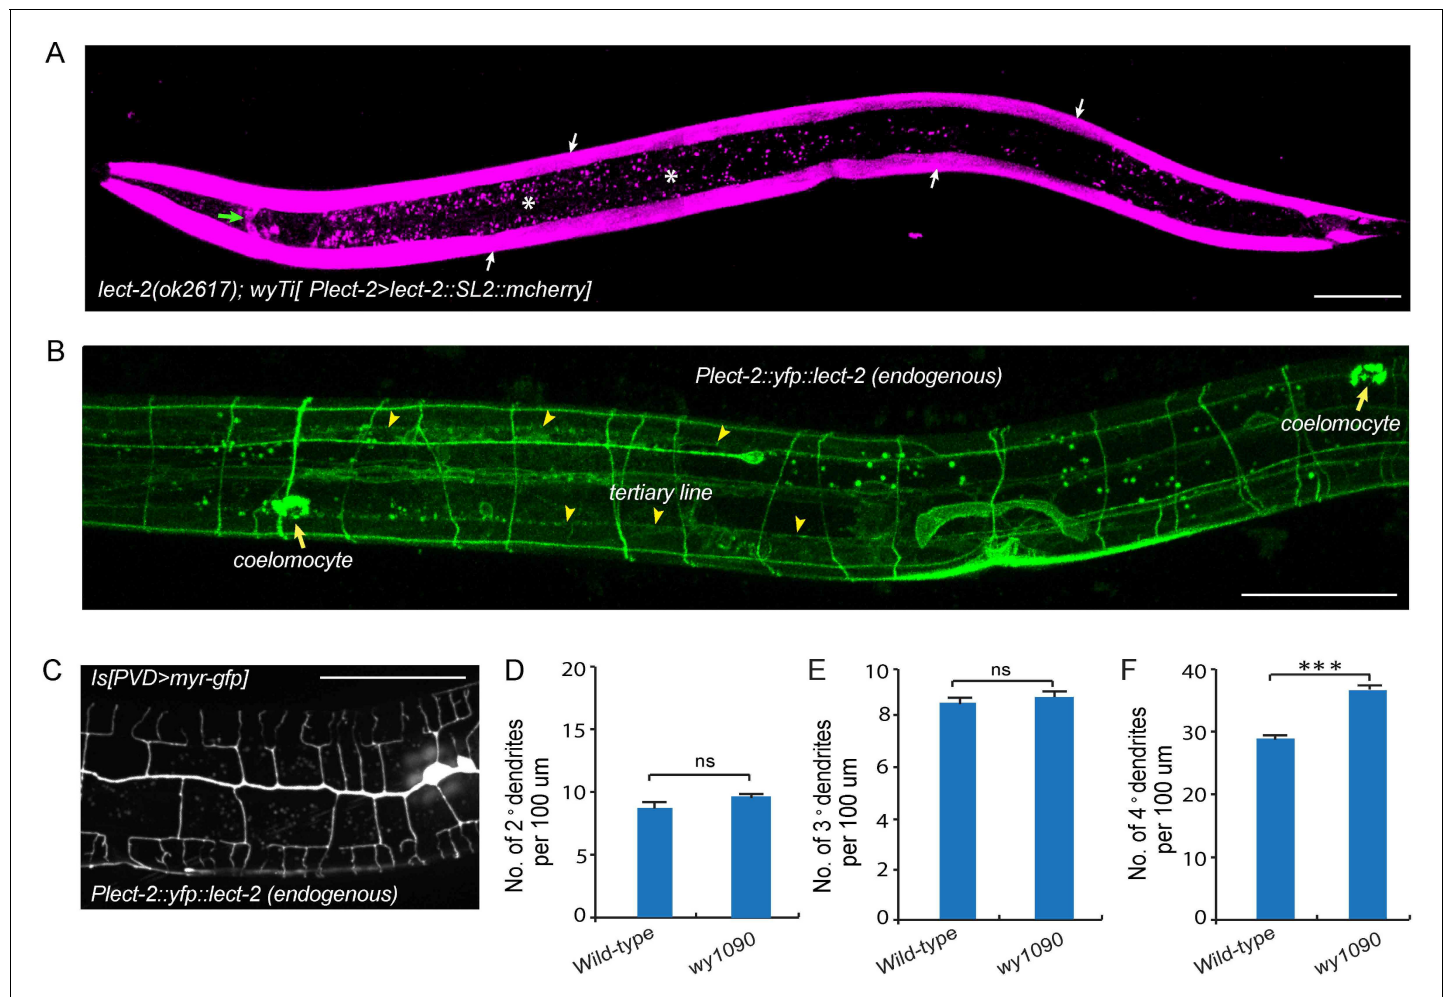 A
lect-2(ok2617); wyTi[ Plect-2>lect-2::SL2::mcherry]
B
Plect-2::yfp::lect-2 (endogenous)
coelomocyte
tertiary line
coelomocyte
C
Is[PVD>myr-gfp]
Plect-2::yfp::lect-2 (endogenous)
D
No. of 2 ° dendrites
per 100 um
20
15
10
5
0
ns
Wild-type
wy1090
E
No. of 3 ° dendrites
per 100 um
10
8
6
4
2
0
ns
Wild-type
wy1090
F
No. of 4 ° dendrites
per 100 um
40
30
20
10
0
***
Wild-type
wy1090